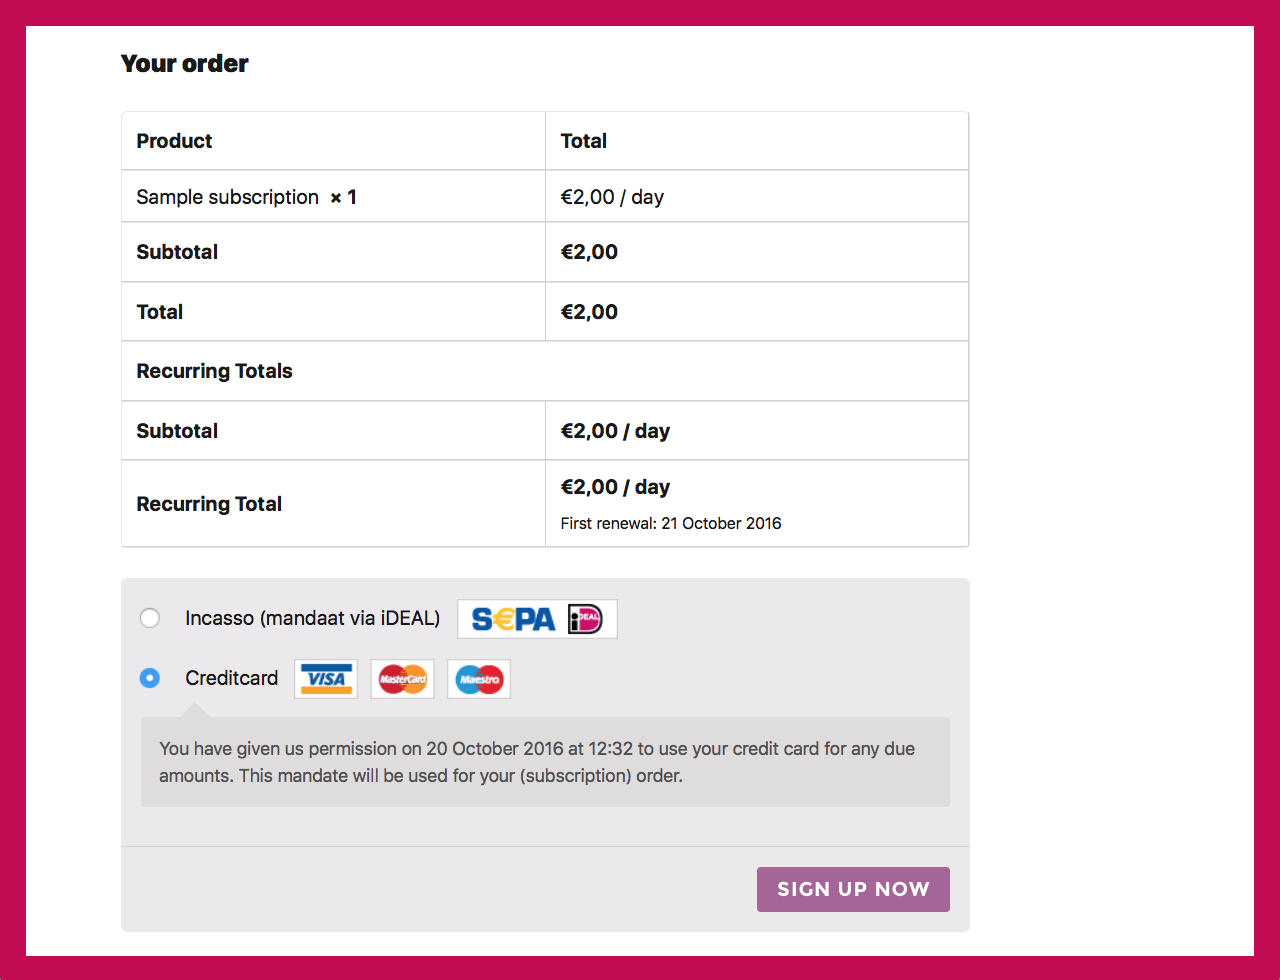 Your order
Product Total
Sample subscription × 1 €2,00 / day
Subtotal €2,00
Total €2,00
Recurring Totals
Subtotal €2,00 / day
Recurring Total €2,00 / day
First renewal: 21 October 2016
Incasso (mandaat via iDEAL) S€PA iDEAL
Creditcard VISA MasterCard Maestro
You have given us permission on 20 October 2016 at 12:32 to use your credit card for any due
amounts. This mandate will be used for your (subscription) order.
SIGN UP NOW